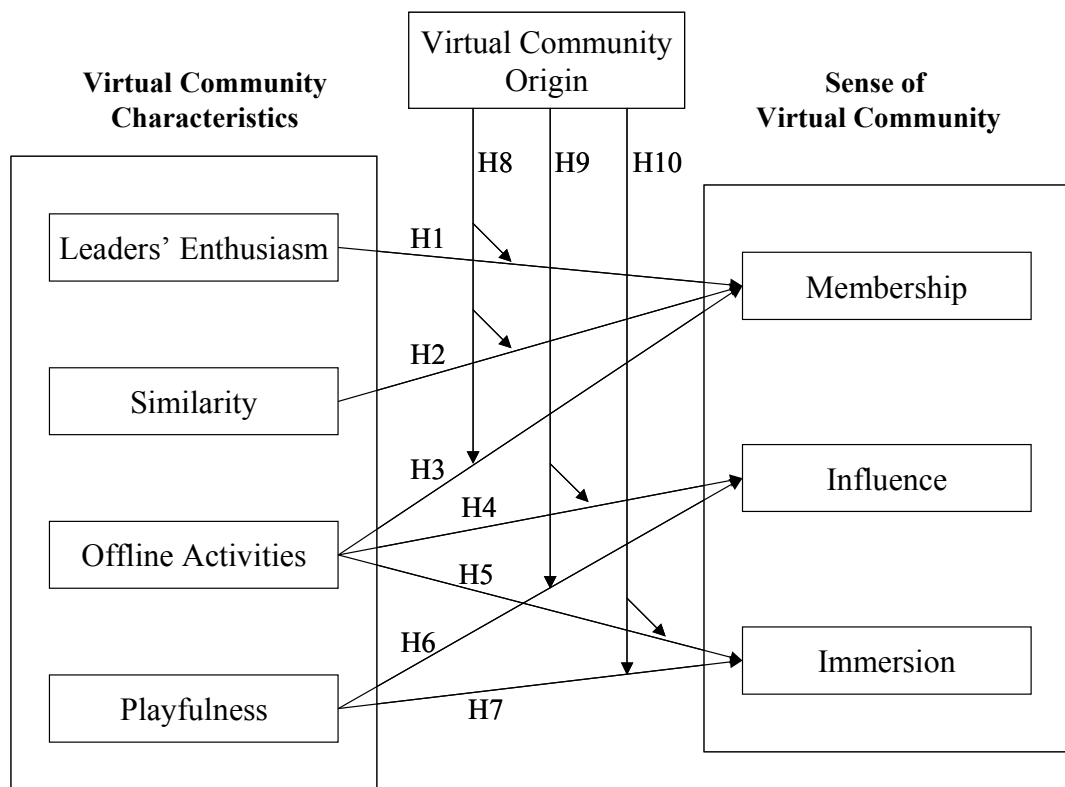 Virtual Community
Origin
Virtual Community
Characteristics
Sense of
Virtual Community
H8
H9
H10
Leaders’ Enthusiasm
H1
Membership
Similarity
H2
H3
Influence
H4
Offline Activities
H5
H6
Immersion
Playfulness
H7